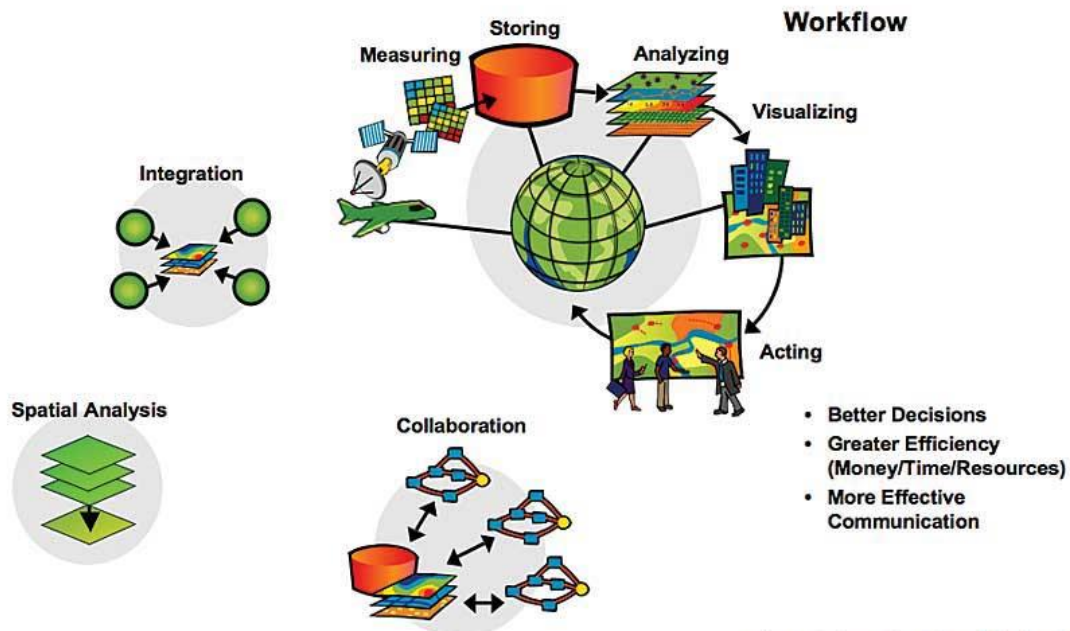 Workflow
Storing
Measuring
Analyzing
Visualizing
Integration
Acting
Spatial Analysis
Collaboration
• Better Decisions
• Greater Efficiency
(Money/Time/Resources)
• More Effective
Communication